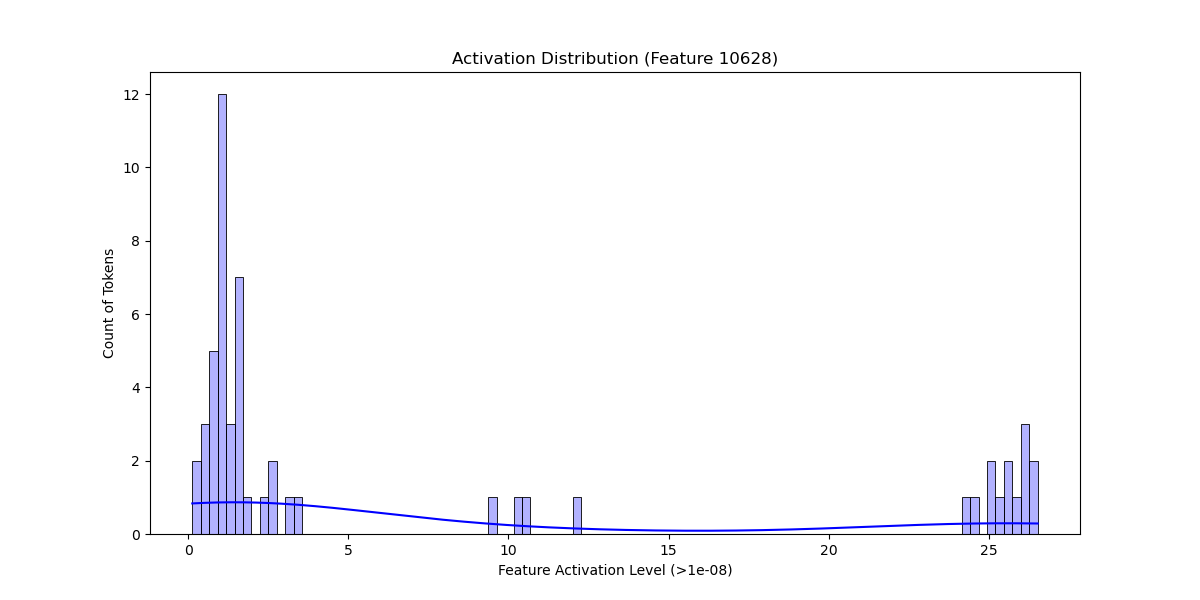 Activation Distribution (Feature 10628)
12
10
8
6
4
2
0
Count of Tokens
0 5 10 15 20 25
Feature Activation Level (>1e-08)